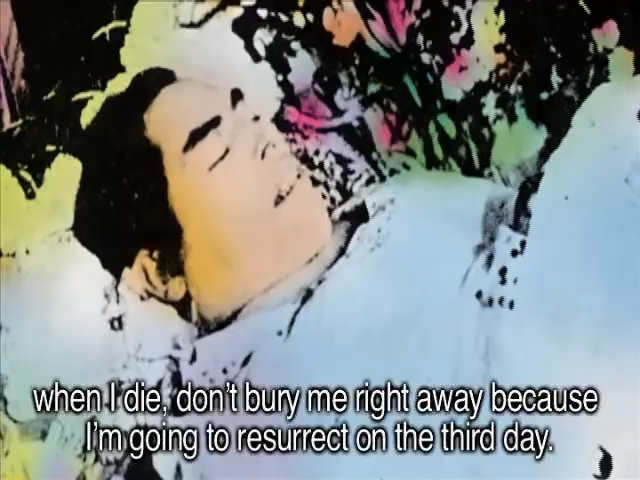 when I die, don't bury me right away because
I'm going to resurrect on the third day.